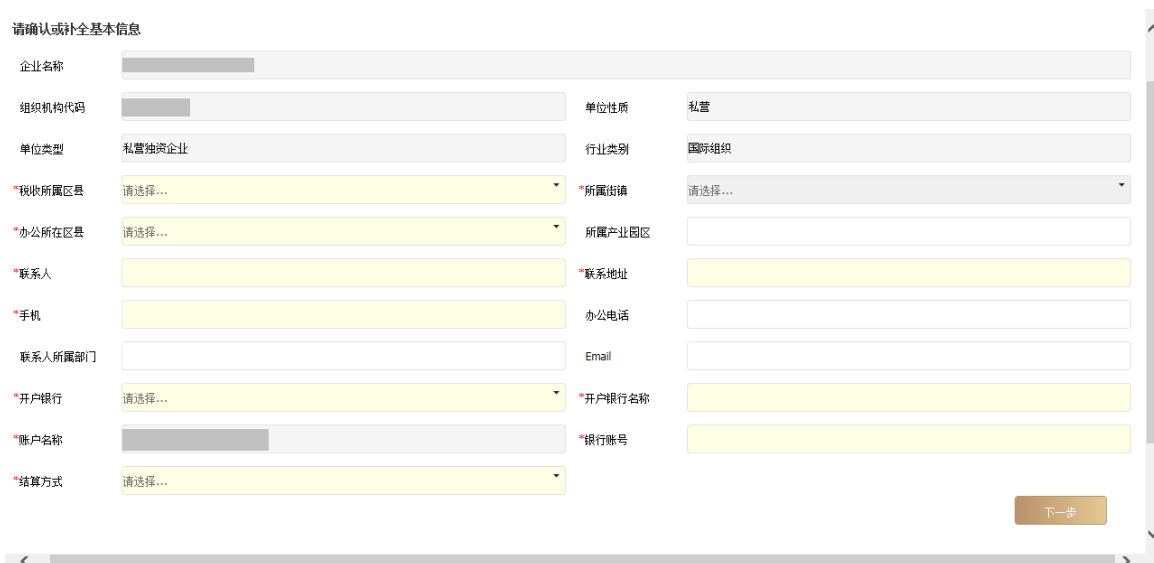 请确认或补全基本信息
企业名称
组织机构代码 单位性质 私营
单位类型 私营独资企业 行业类别 国际组织
*税收所属区县 请选择... *所属街镇 请选择...
*办公所在区县 请选择... 所属产业园区
*联系人 *联系地址
*手机 办公电话
联系人所属部门 Email
*开户银行 请选择... *开户银行名称
*账户名称 *银行账号
*结算方式 请选择...
下一步